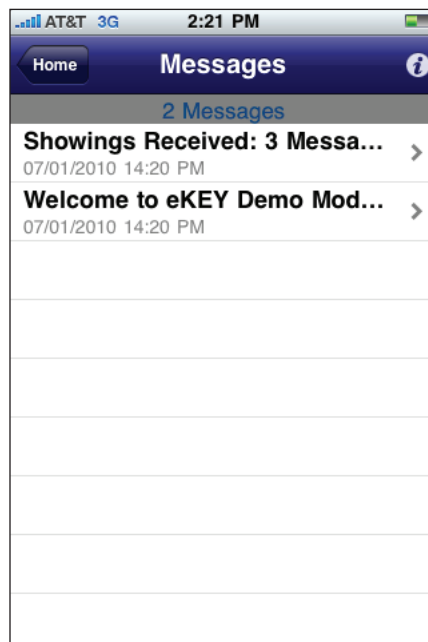 AT&T 3G 2:21 PM
Home Messages i
2 Messages
Showings Received: 3 Messa...
07/01/2010 14:20 PM
Welcome to eKEY Demo Mod...
07/01/2010 14:20 PM